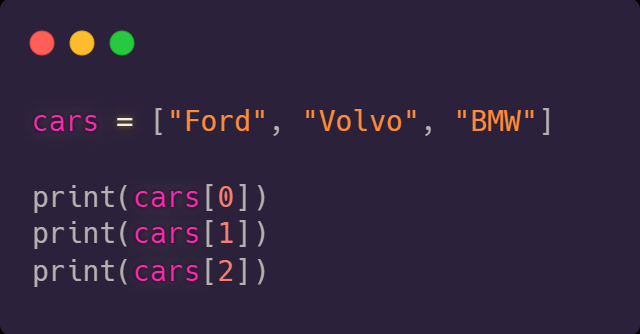 cars = ["Ford", "Volvo", "BMW"]
print(cars[0])
print(cars[1])
print(cars[2])